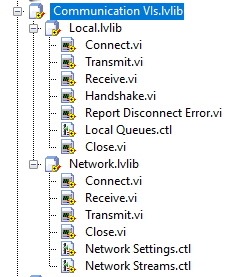 Communication VIs.lvlib
Local.lvlib
Connect.vi
Transmit.vi
Receive.vi
Handshake.vi
Report Disconnect Error.vi
Local Queues.ctl
Close.vi
Network.lvlib
Connect.vi
Receive.vi
Transmit.vi
Close.vi
Network Settings.ctl
Network Streams.ctl